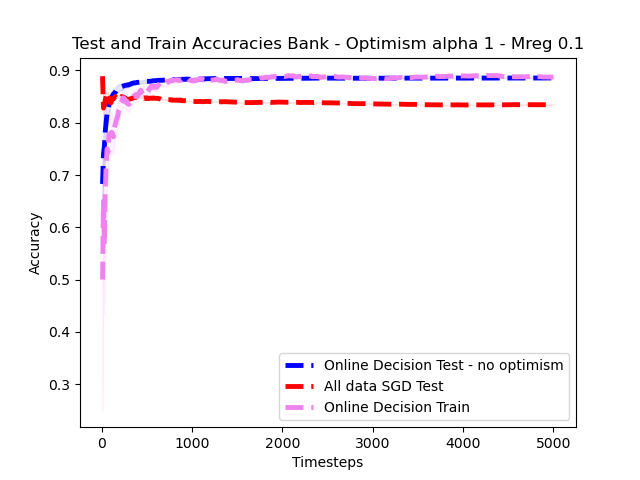 Test and Train Accuracies Bank - Optimism alpha 1 - Mreg 0.1
0.9
0.8
0.7
0.6
0.5
0.4
0.3
Accuracy
Online Decision Test - no optimism
All data SGD Test
Online Decision Train
0 1000 2000 3000 4000 5000
Timesteps